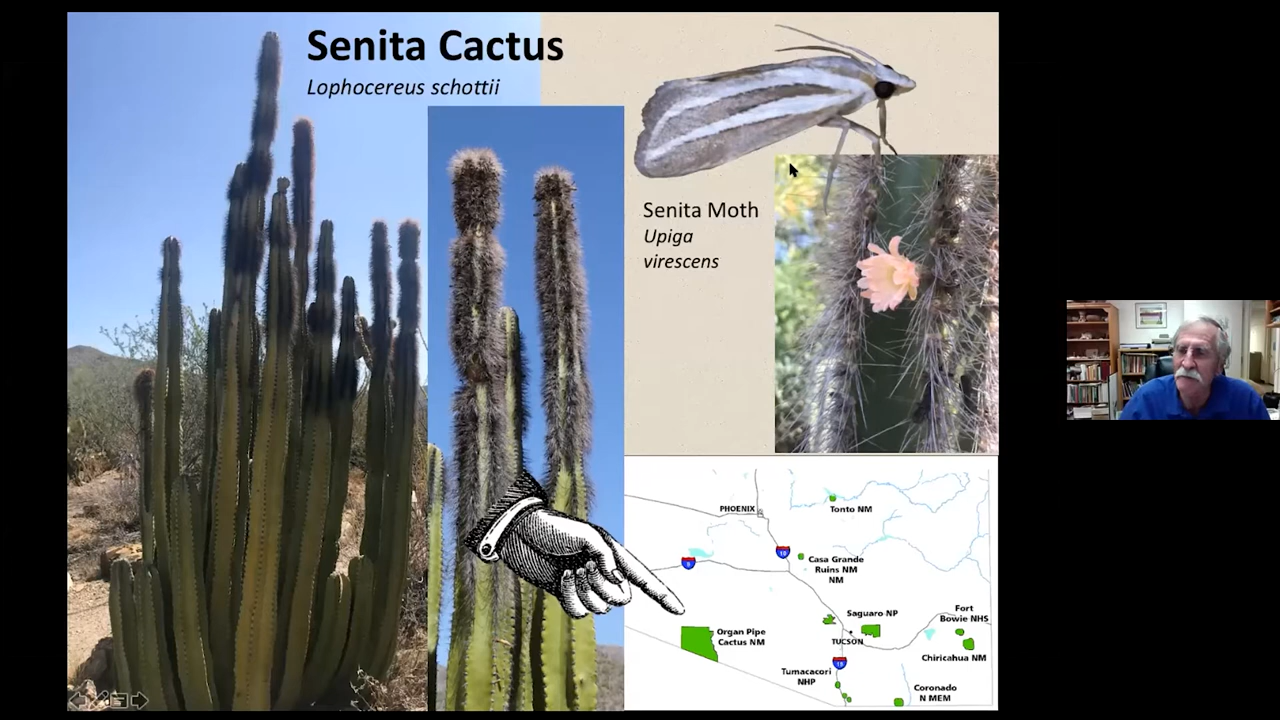 Senita Cactus
Lophocereus schottii
Senita Moth
Upiga
virescens
PHOENIX
Tonto NM
10
8
Casa Grande
Ruins NM
NM
Saguaro NP
Fort
Bowie NHS
Organ Pipe
Cactus NM
TUCSON
Chiricahua NM
Tumacacori
NHP
Coronado
N MEM